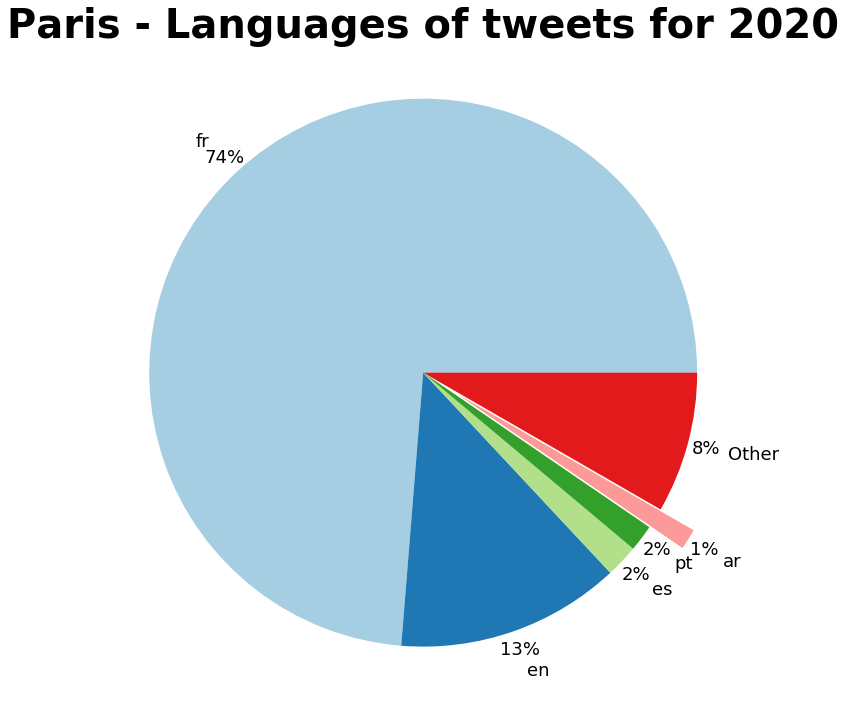 Paris - Languages of tweets for 2020
fr
74%
8% Other
2%
pt
1%
ar
2%
es
13%
en